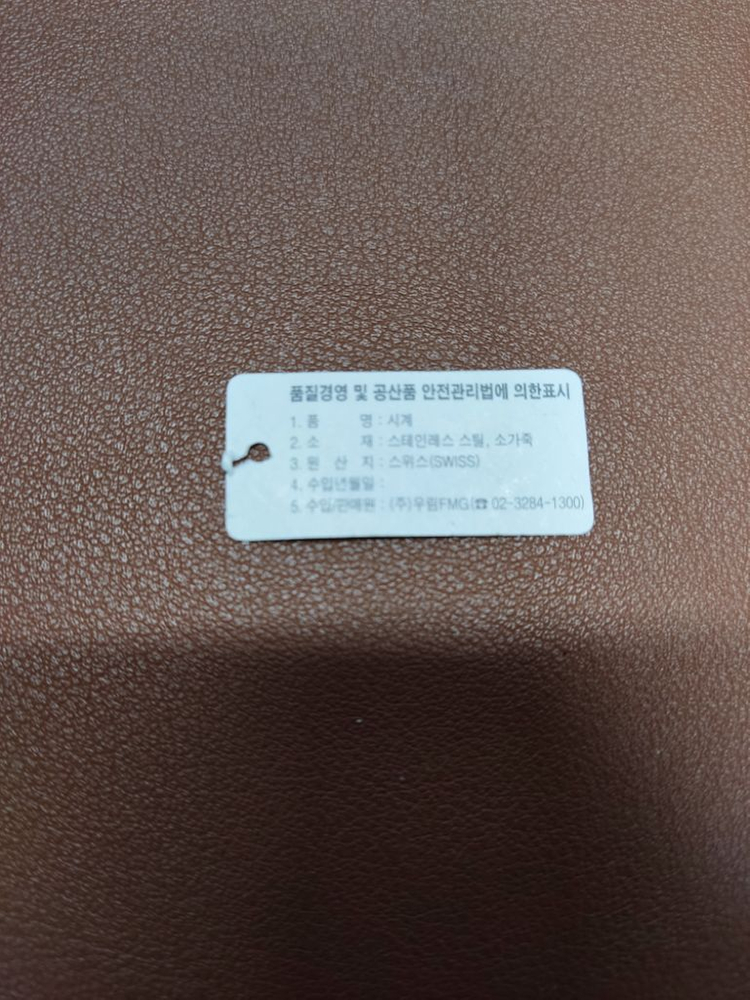 품질경영 및 공산품 안전관리법에 의한표시
1. 품 명 : 시계
2. 소 재 : 스테인레스 스틸, 소가죽
3. 원 산 지 : 스위스(SWISS)
4. 수입년월일 :
5. 수입/판매원 : (주)우림FMG(☎ 02-3284-1300)